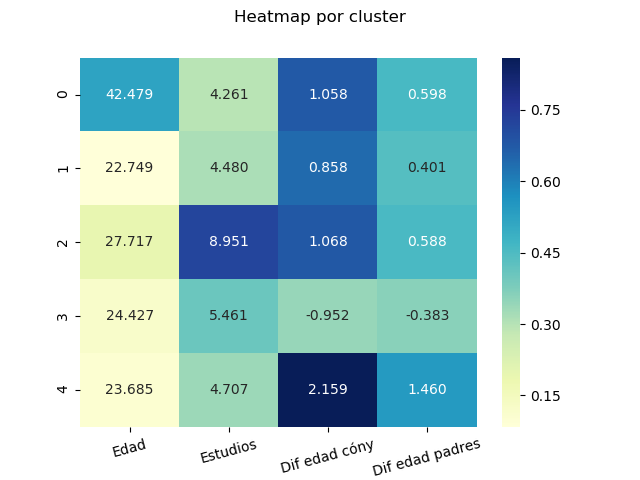 Heatmap por cluster
0 42.479 4.261 1.058 0.598
1 22.749 4.480 0.858 0.401
2 27.717 8.951 1.068 0.588
3 24.427 5.461 -0.952 -0.383
4 23.685 4.707 2.159 1.460
Edad Estudios Dif edad cóny Dif edad padres
0.75
0.60
0.45
0.30
0.15